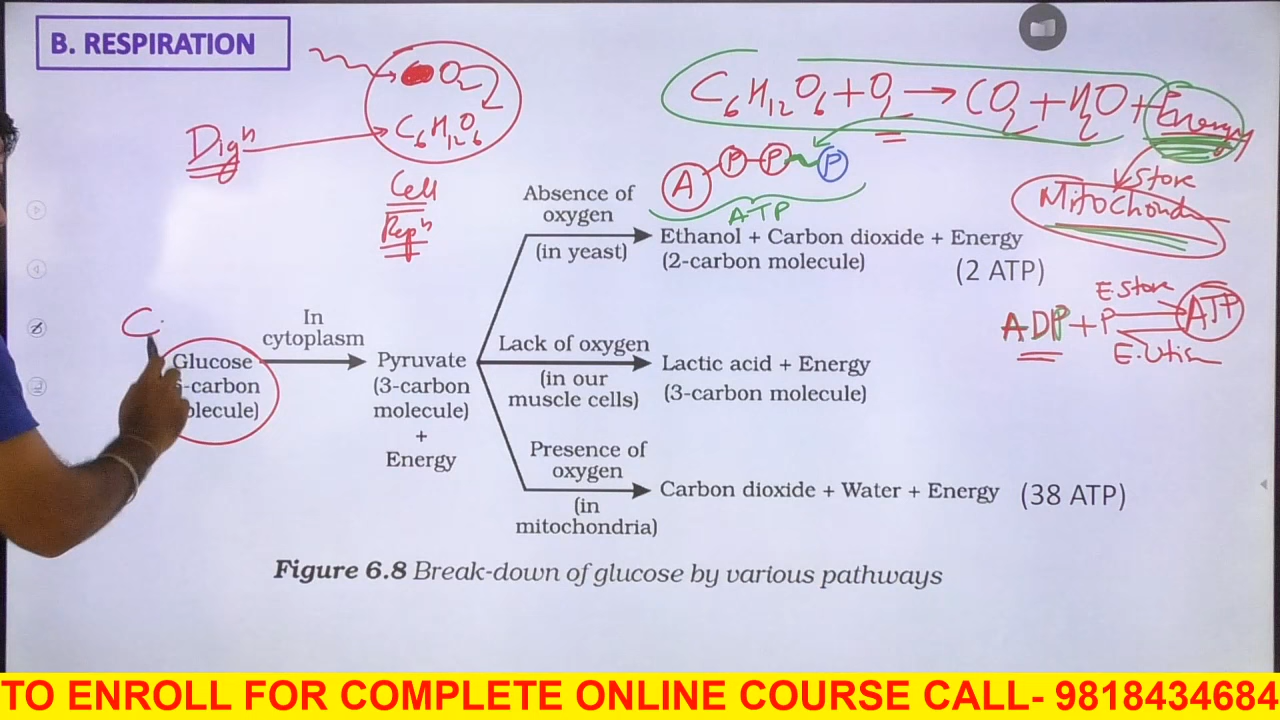 B. RESPIRATION
O2
C6H12O6
Digⁿ
Cell
Repⁿ
C6H12O6 + O2 → CO2 + H2O + Energy
A P P P
ATP
Store
E. Store
ADP + P
ATP
Absence of
oxygen
(in yeast)
Ethanol + Carbon dioxide + Energy
(2-carbon molecule)
(2 ATP)
In
cytoplasm
C
Glucose
-carbon
lecule)
Pyruvate
(3-carbon
molecule)
+
Energy
Lack of oxygen
(in our
muscle cells)
Lactic acid + Energy
(3-carbon molecule)
Presence of
oxygen
(in
mitochondria)
Carbon dioxide + Water + Energy
(38 ATP)
Figure 6.8 Break-down of glucose by various pathways
TO ENROLL FOR COMPLETE ONLINE COURSE CALL- 9818434684